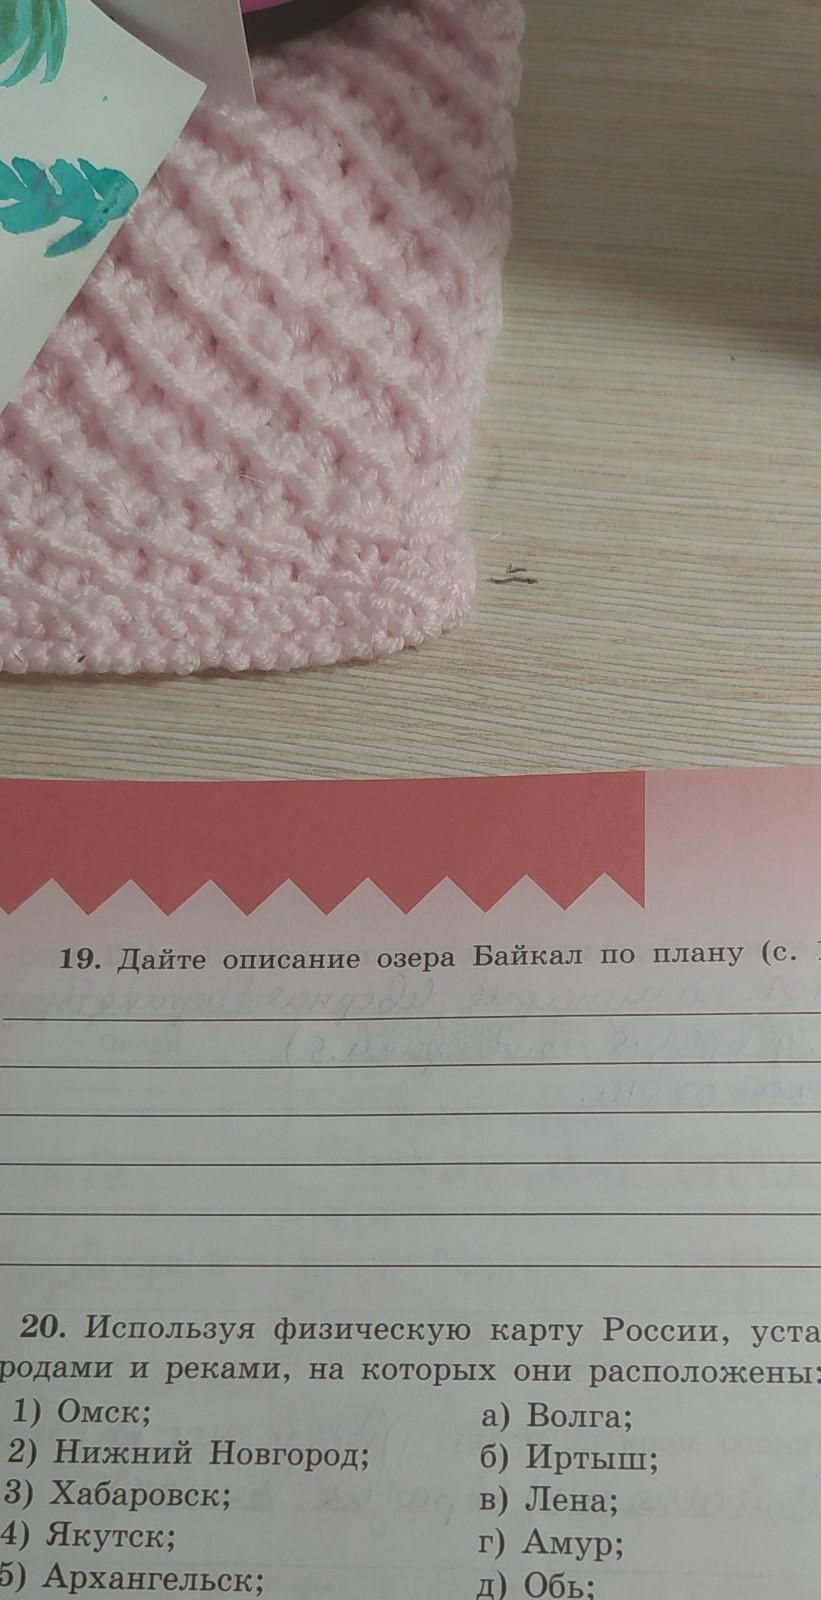 19. Дайте описание озера Байкал по плану (с.
20. Используя физическую карту России, уста
родами и реками, на которых они расположены:
1) Омск; а) Волга;
2) Нижний Новгород; б) Иртыш;
3) Хабаровск; в) Лена;
4) Якутск; г) Амур;
5) Архангельск; д) Обь;